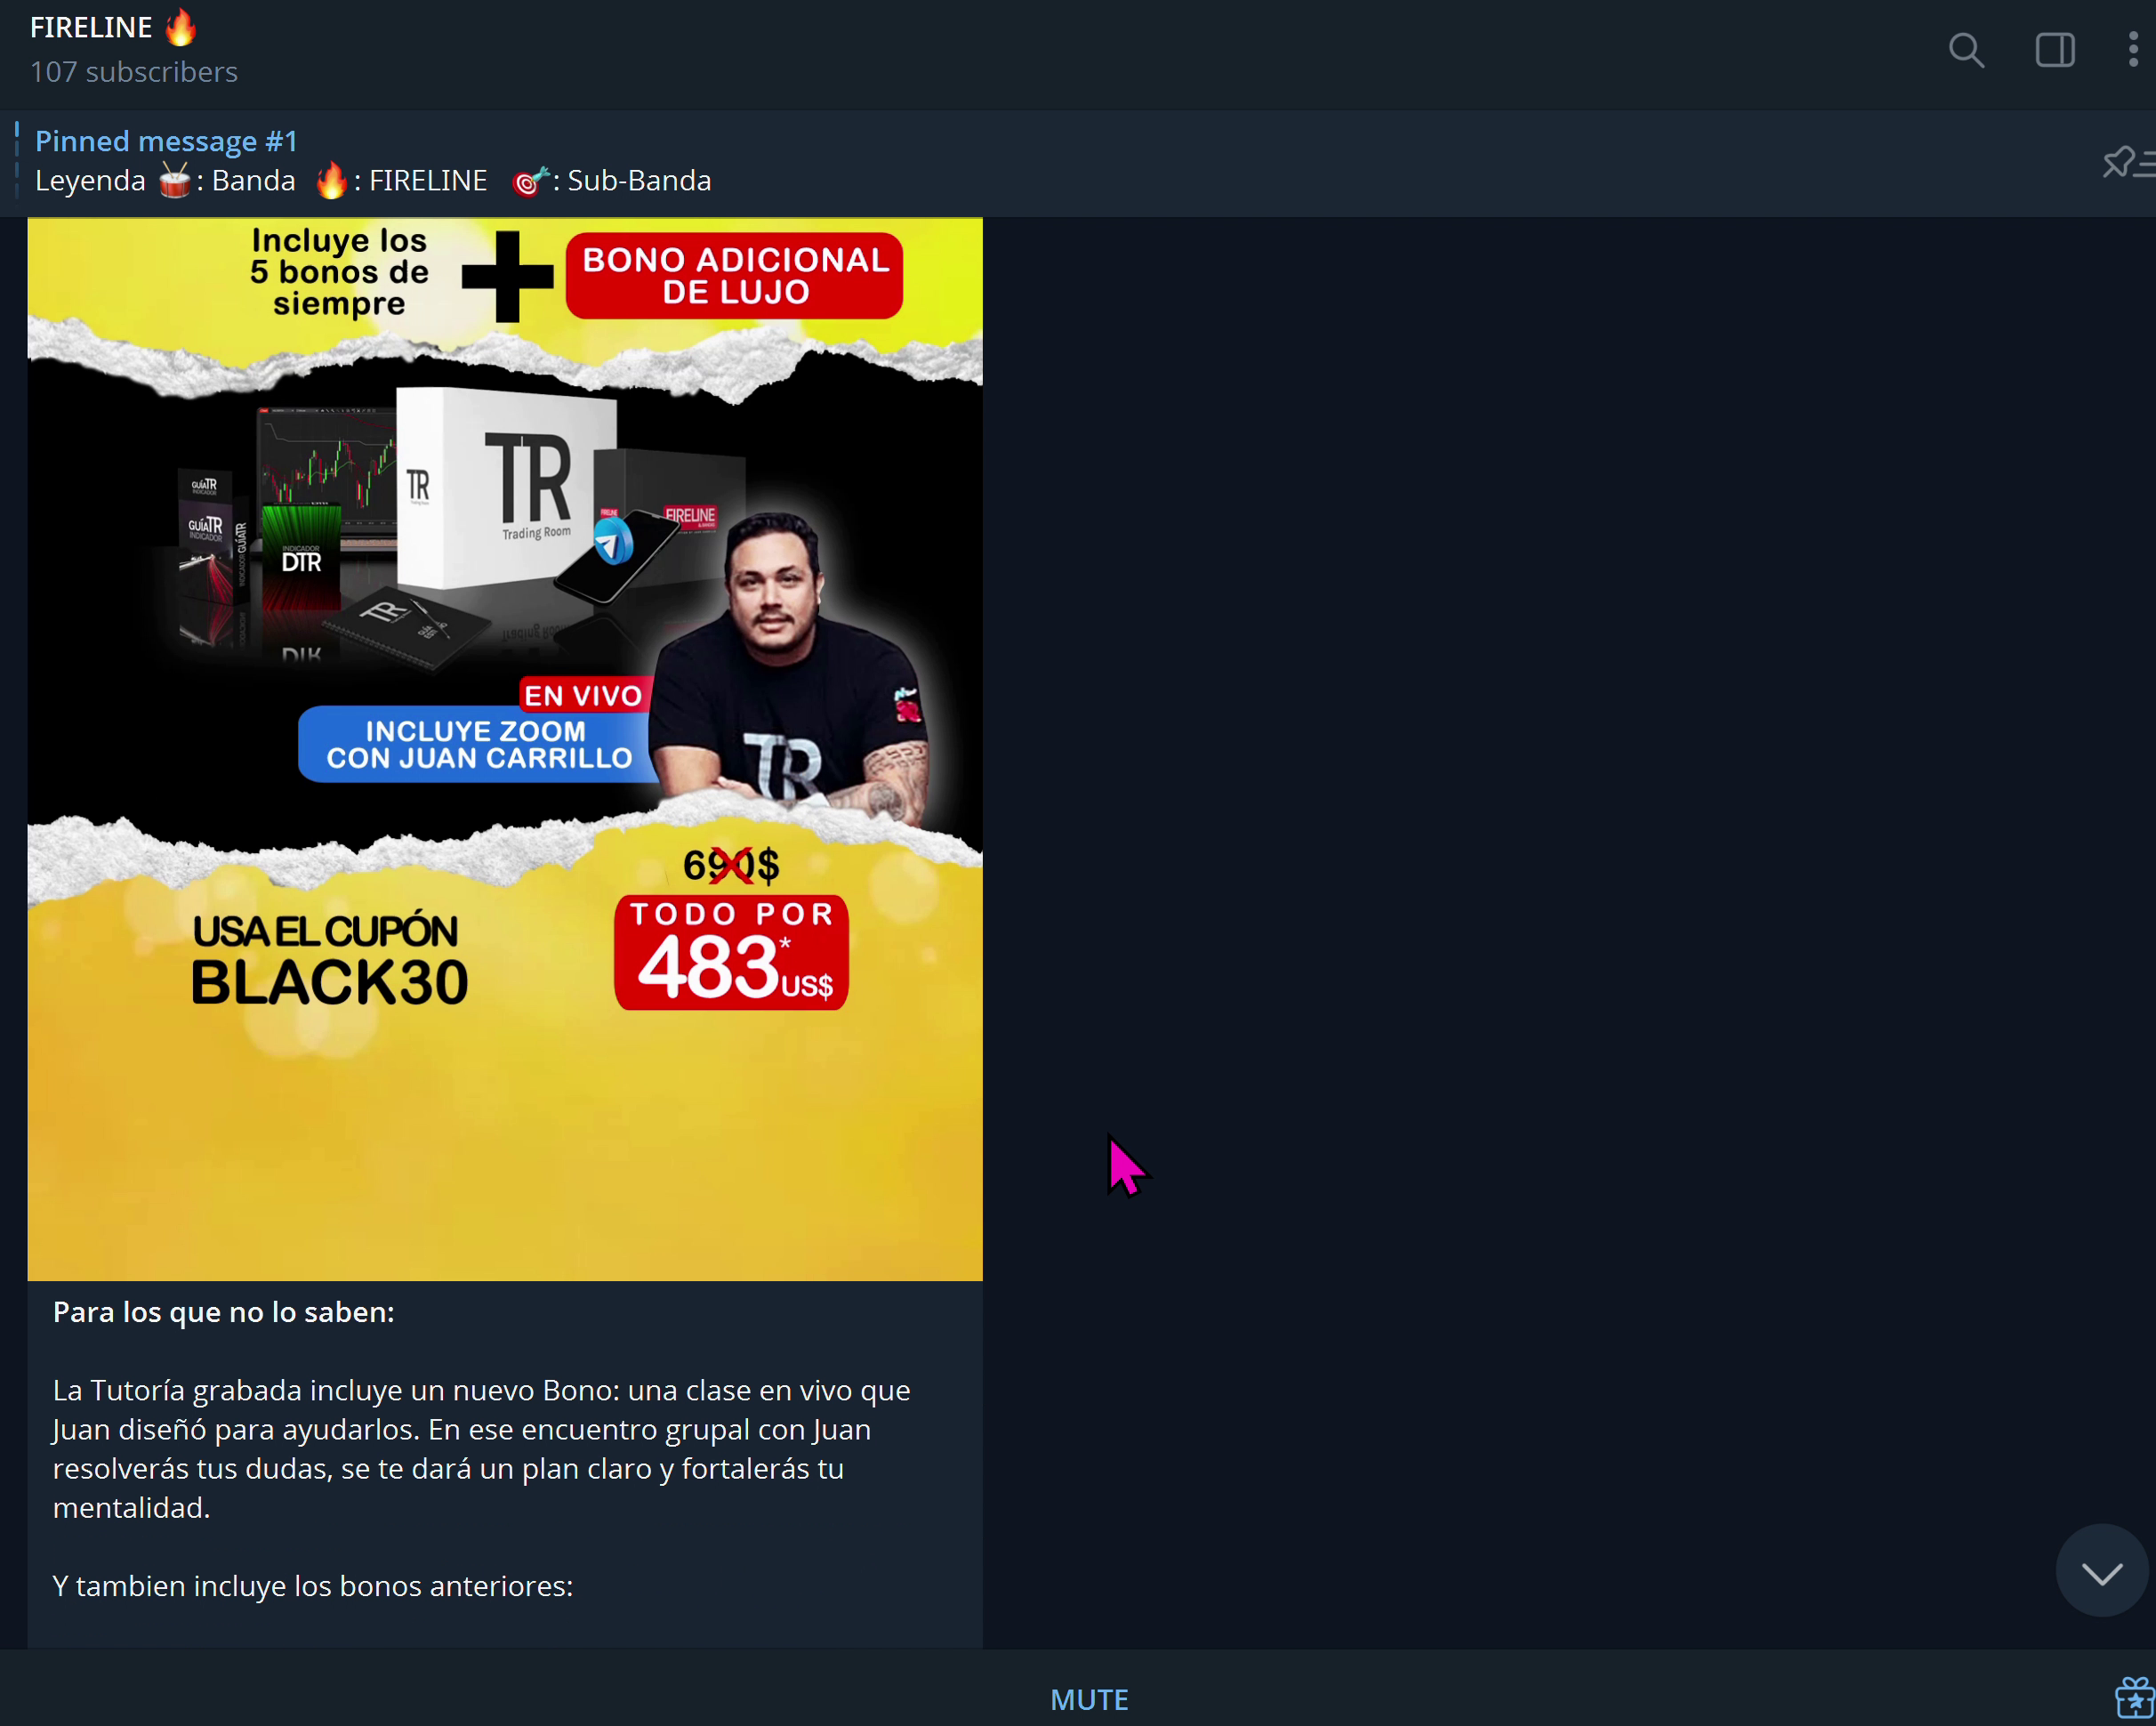 FIRELINE 🔥
107 subscribers
Pinned message #1
Leyenda 🥁: Banda 🔥: FIRELINE 🎯: Sub-Banda
Incluye los
5 bonos de
siempre
+
BONO ADICIONAL
DE LUJO
GUÍATR
INDICADOR
GUÍATR
INDICADOR
GUÍATR
INDICADOR
DTR
TR
TR
Trading Room
FIRELINE
TR
TR
EN VIVO
INCLUYE ZOOM
CON JUAN CARRILLO
690$
USA EL CUPÓN
BLACK30
TODO POR
483*US$
Para los que no lo saben:
La Tutoría grabada incluye un nuevo Bono: una clase en vivo que
Juan diseñó para ayudarlos. En ese encuentro grupal con Juan
resolverás tus dudas, se te dará un plan claro y fortalerás tu
mentalidad.
Y tambien incluye los bonos anteriores:
MUTE